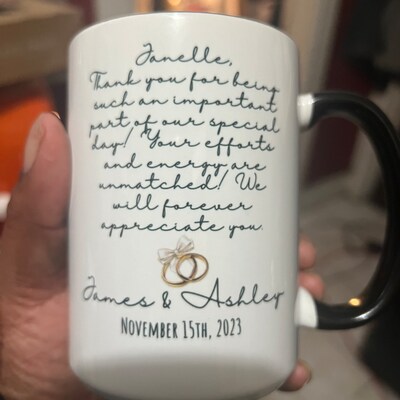 Janelle,
Thank you for being
such an important
part of our special
day! Your efforts
and energy are
unmatched! We
will forever
appreciate you.
James & Ashley
November 15th, 2023